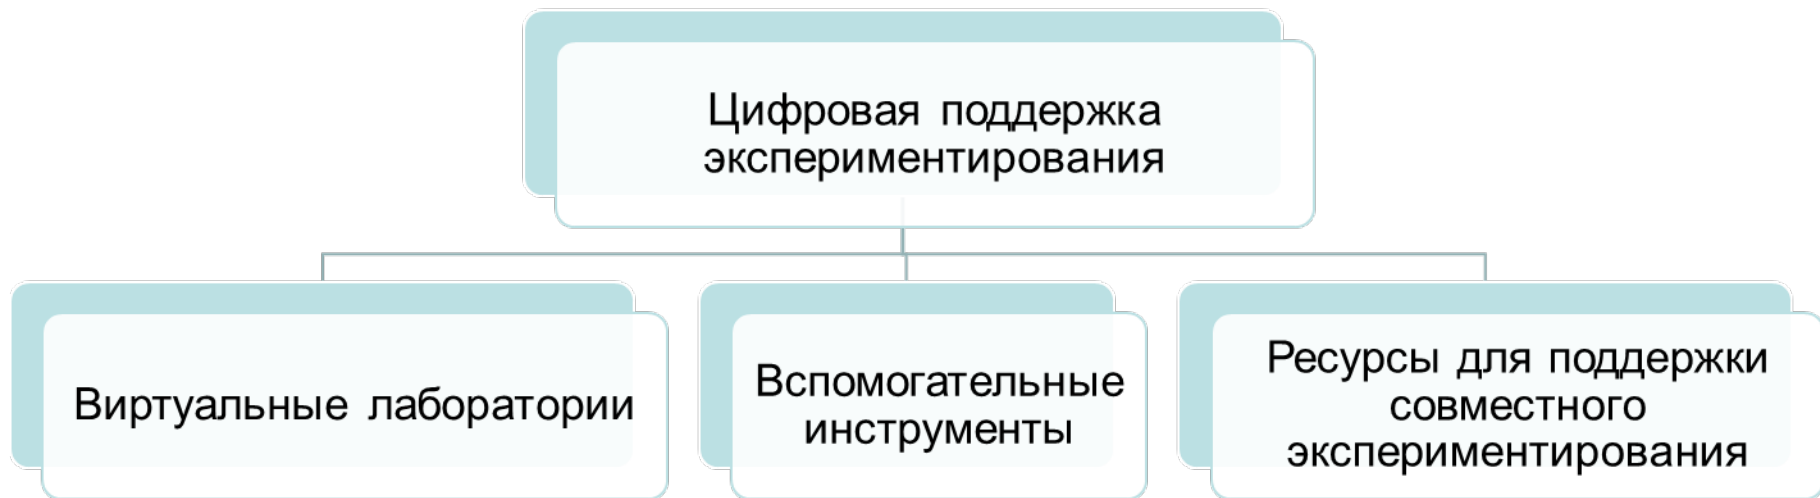 Цифровая поддержка
экспериментирования
Виртуальные лаборатории
Вспомогательные
инструменты
Ресурсы для поддержки
совместного
экспериментирования